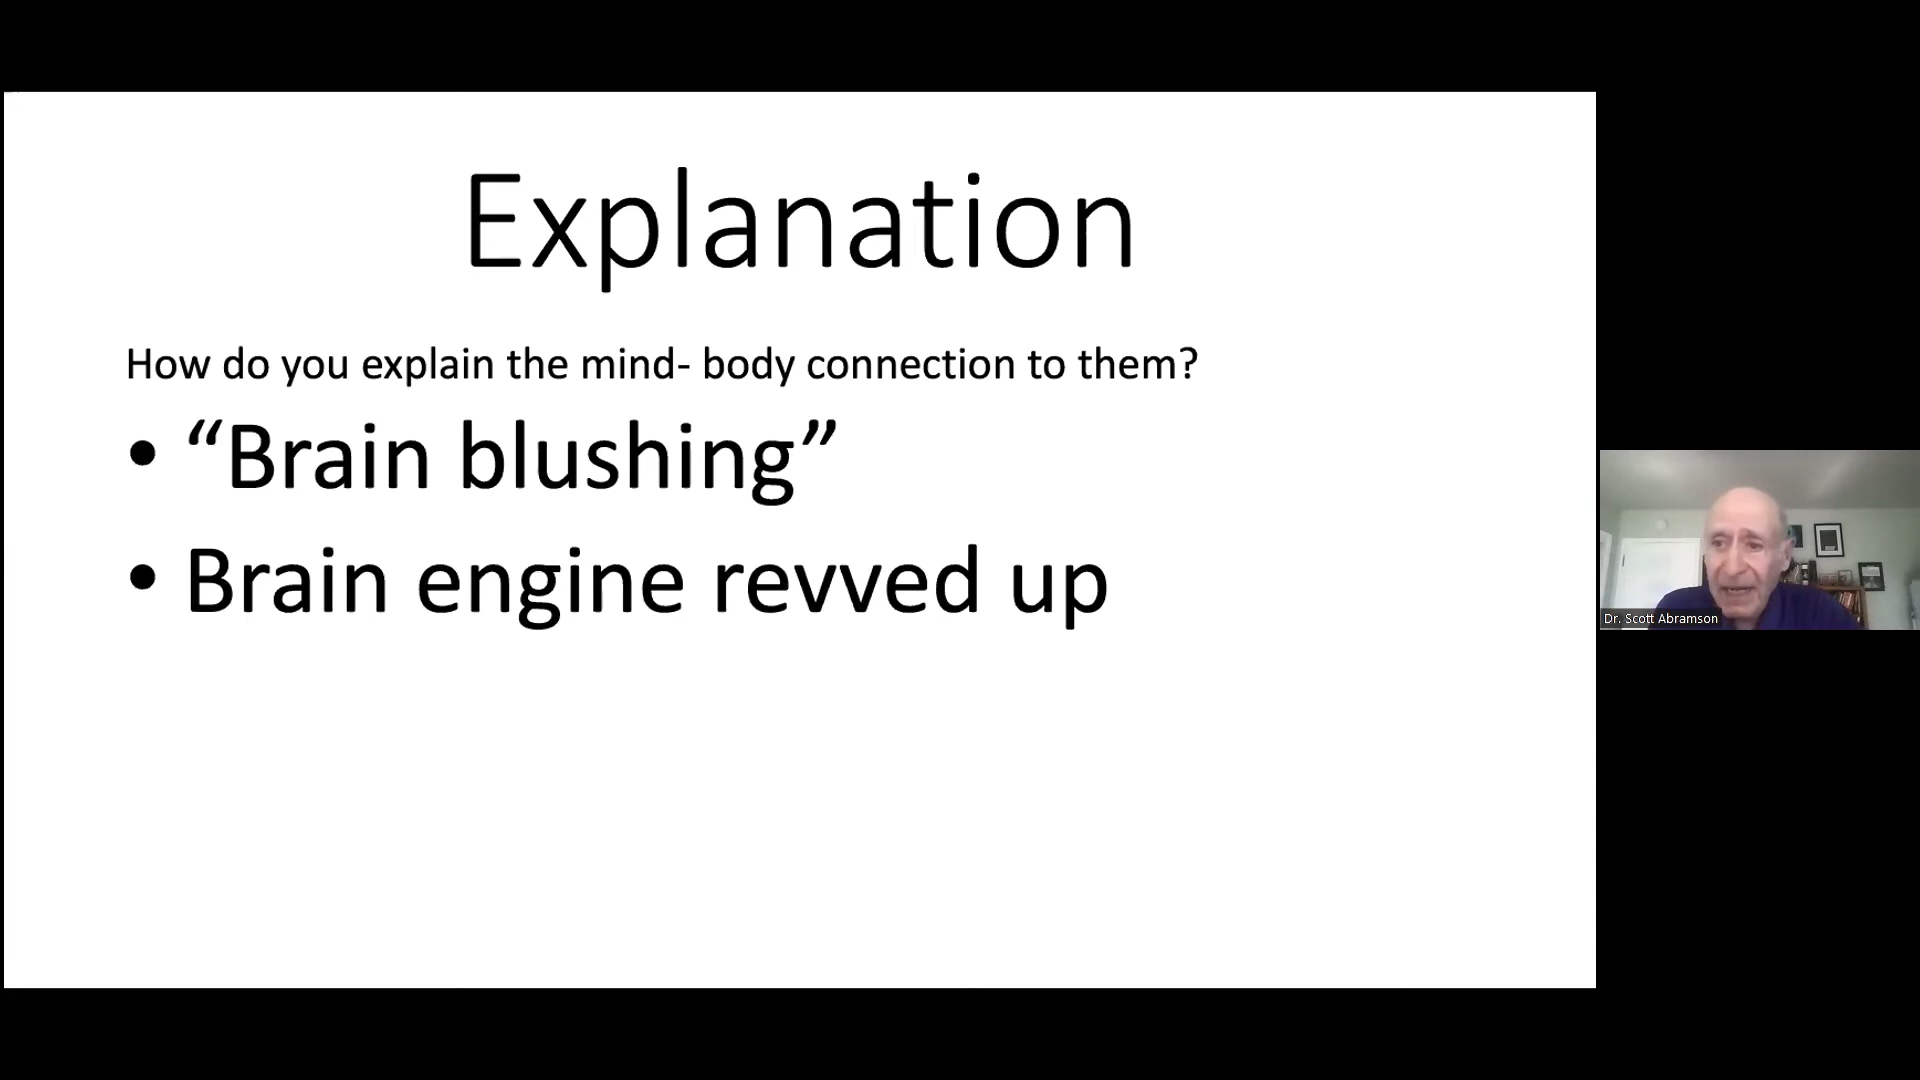 Explanation
How do you explain the mind- body connection to them?
• “Brain blushing”
• Brain engine revved up
Dr. Scott Abramson